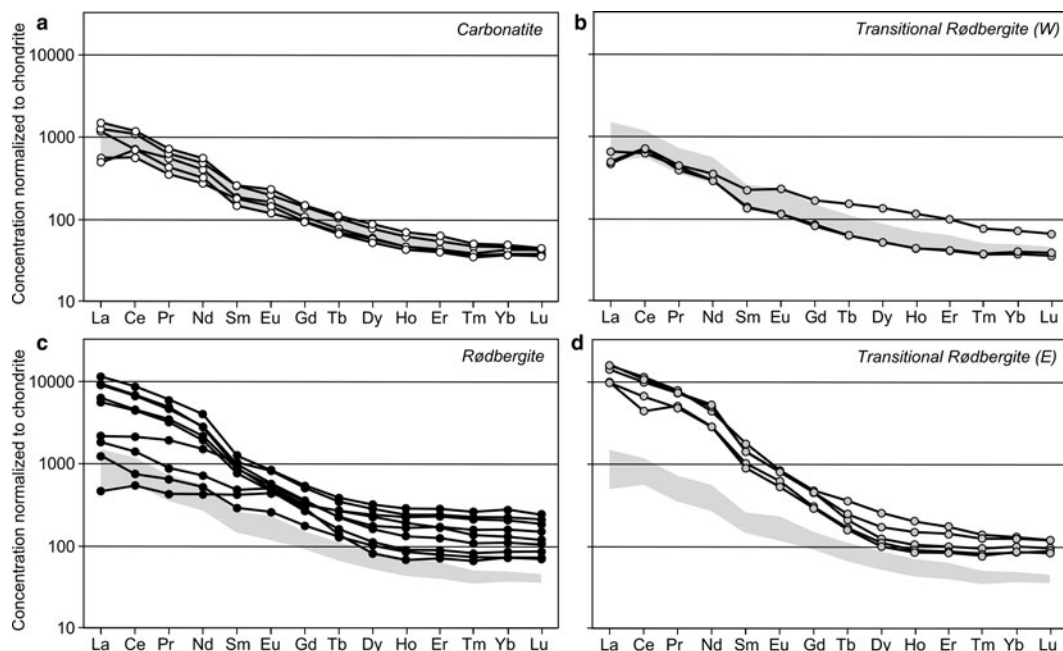 a
Carbonatite
b
Transitional Rødbergite (W)
Concentration normalized to chondrite
10000
1000
100
10
La Ce Pr Nd Sm Eu Gd Tb Dy Ho Er Tm Yb Lu
La Ce Pr Nd Sm Eu Gd Tb Dy Ho Er Tm Yb Lu
c
Rødbergite
d
Transitional Rødbergite (E)
Concentration normalized to chondrite
10000
1000
100
10
La Ce Pr Nd Sm Eu Gd Tb Dy Ho Er Tm Yb Lu
La Ce Pr Nd Sm Eu Gd Tb Dy Ho Er Tm Yb Lu